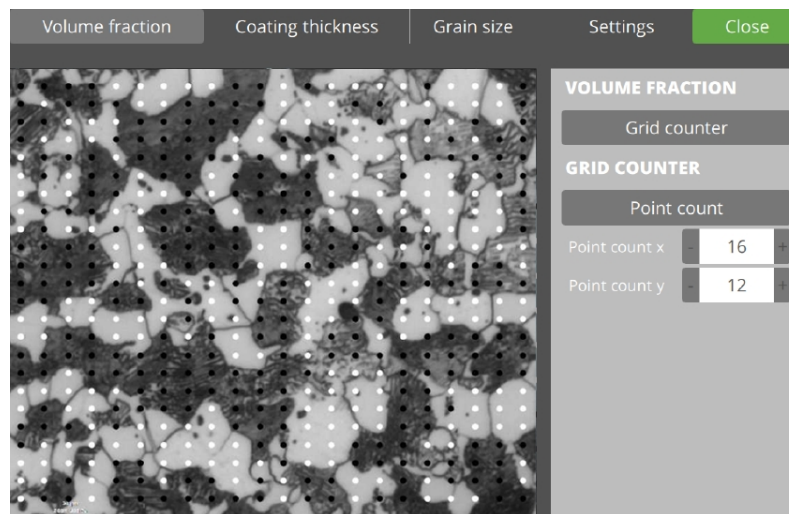 Volume fraction Coating thickness Grain size Settings Close
VOLUME FRACTION
Grid counter
GRID COUNTER
Point count
Point count x - 16 +
Point count y - 12 +